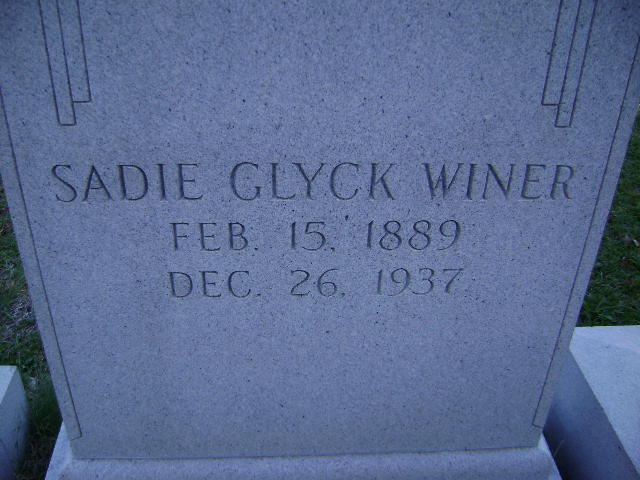 SADIE GLYCK WINER
FEB. 15, 1889
DEC. 26, 1937